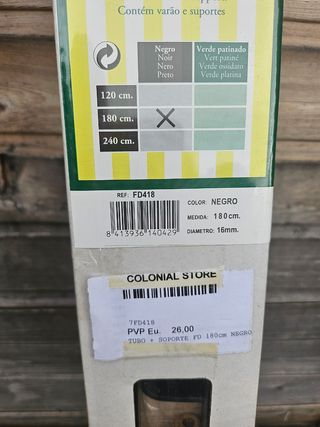 Contém varão e suportes
Negro
Noir
Nero
Preto
Verde patinado
Vert patiné
Verde ossidato
Verde platina
120 cm.
180 cm.
240 cm.
REF: FD418
COLOR: NEGRO
MEDIDA: 180cm.
DIAMETRO: 16mm.
8 413936 140429
COLONIAL STORE
7FD418
PVP Eu. 26,00
TUBO + SOPORTE FD 180cm NEGRO